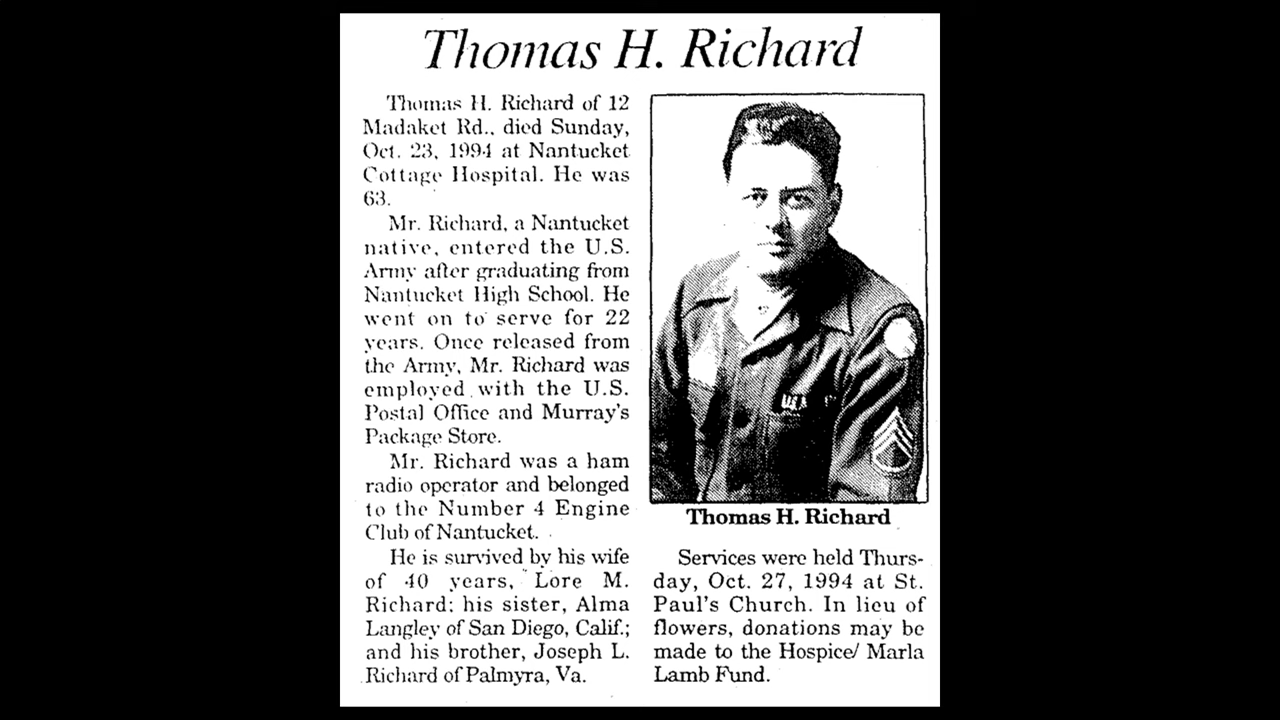 Thomas H. Richard
Thomas H. Richard of 12
Madaket Rd., died Sunday,
Oct. 23, 1994 at Nantucket
Cottage Hospital. He was
63.
Mr. Richard, a Nantucket
native, entered the U.S.
Army after graduating from
Nantucket High School. He
went on to serve for 22
years. Once released from
the Army, Mr. Richard was
employed with the U.S.
Postal Office and Murray's
Package Store.
Mr. Richard was a ham
radio operator and belonged
to the Number 4 Engine
Club of Nantucket.
He is survived by his wife
of 40 years, Lore M.
Richard; his sister, Alma
Langley of San Diego, Calif.;
and his brother, Joseph L.
Richard of Palmyra, Va.
U.S.
Thomas H. Richard
Services were held Thurs-
day, Oct. 27, 1994 at St.
Paul's Church. In lieu of
flowers, donations may be
made to the Hospice/ Marla
Lamb Fund.